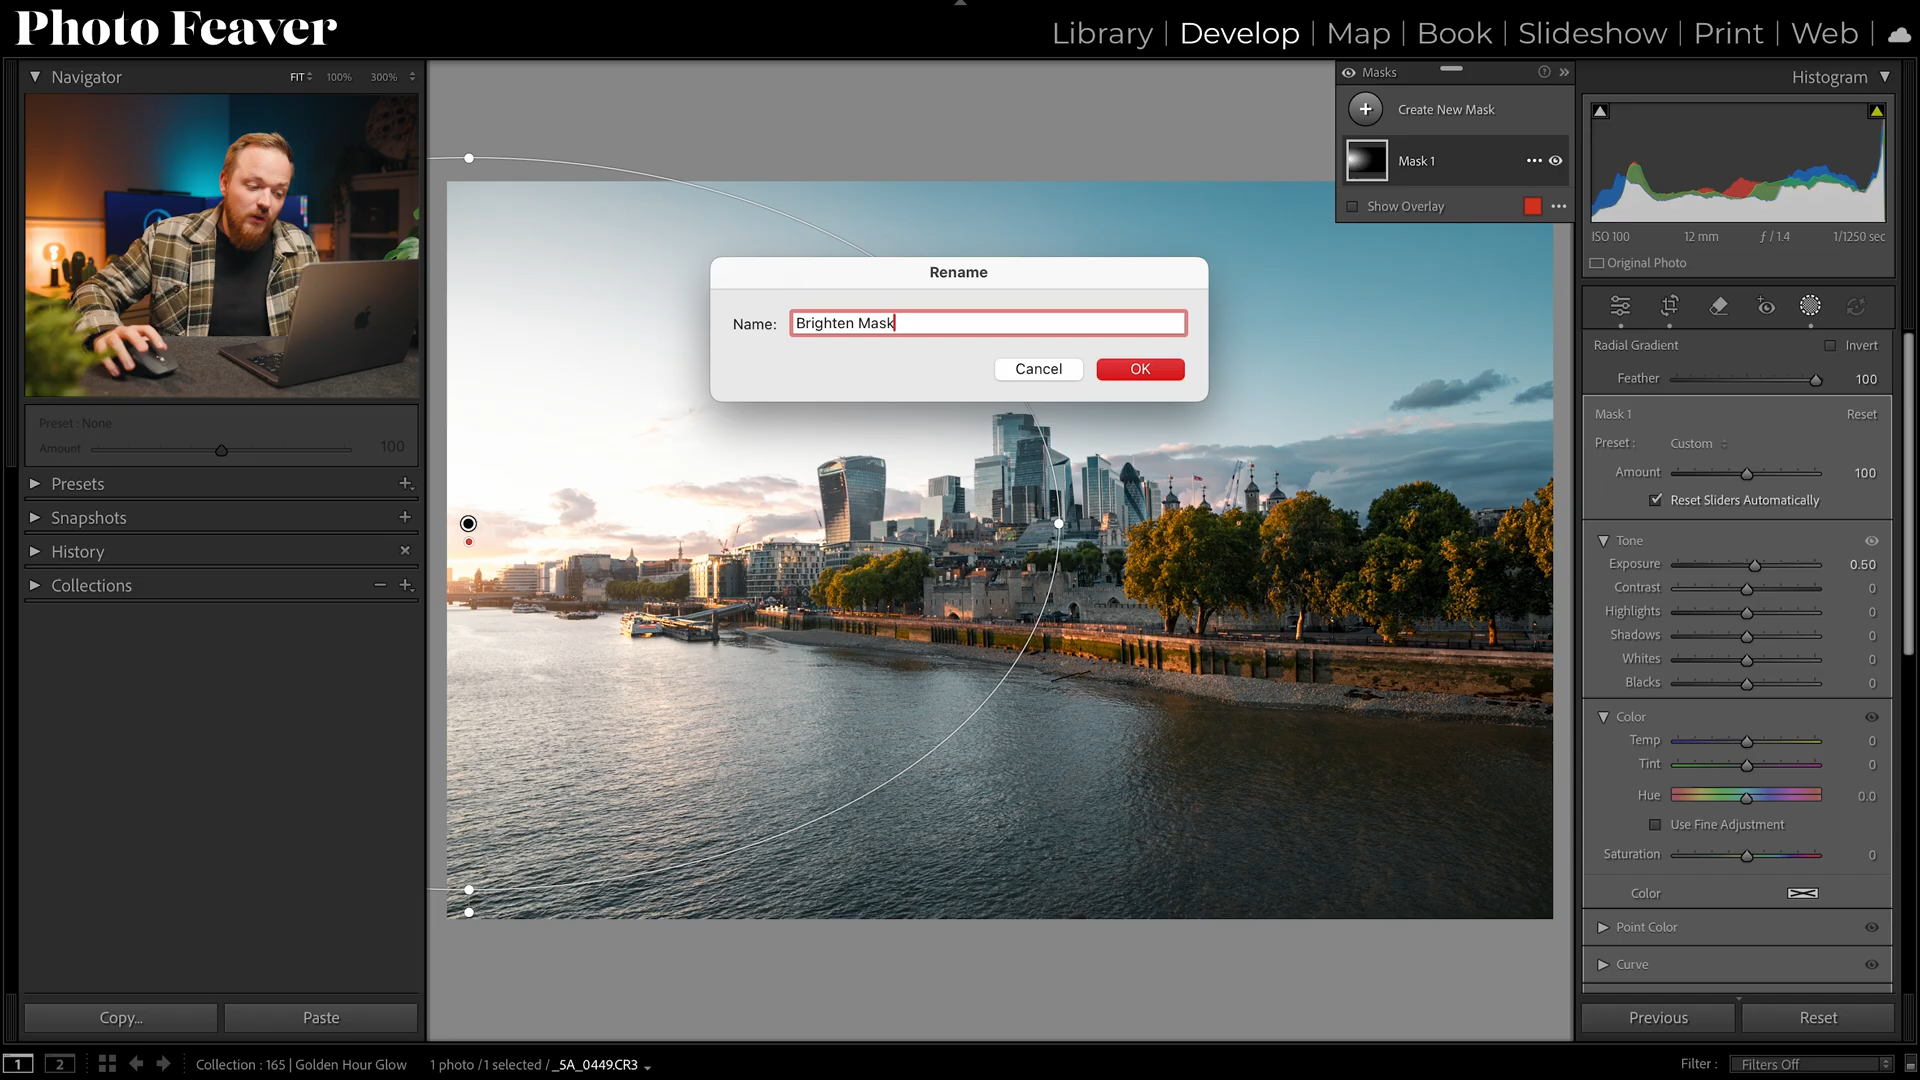 Photo Feaver
Library | Develop | Map | Book | Slideshow | Print | Web |
Navigator FIT 100% 300%
Masks
Histogram
Create New Mask
Mask 1
Show Overlay
ISO 100 12 mm ƒ / 1.4 1/1250 sec
Original Photo
Rename
Name: Brighten Mask
Cancel OK
Radial Gradient Invert
Feather 100
Mask 1 Reset
Preset : Custom
Amount 100
Reset Sliders Automatically
Tone
Exposure 0.50
Contrast 0
Highlights 0
Shadows 0
Whites 0
Blacks 0
Color
Temp 0
Tint 0
Hue 0.0
Use Fine Adjustment
Saturation 0
Color
Point Color
Curve
Preset : None
Amount 100
Presets
Snapshots
History
Collections
Copy... Paste
Previous Reset
1 2 Collection : 165 | Golden Hour Glow 1 photo / 1 selected / _5A_0449.CR3
Filter : Filters Off